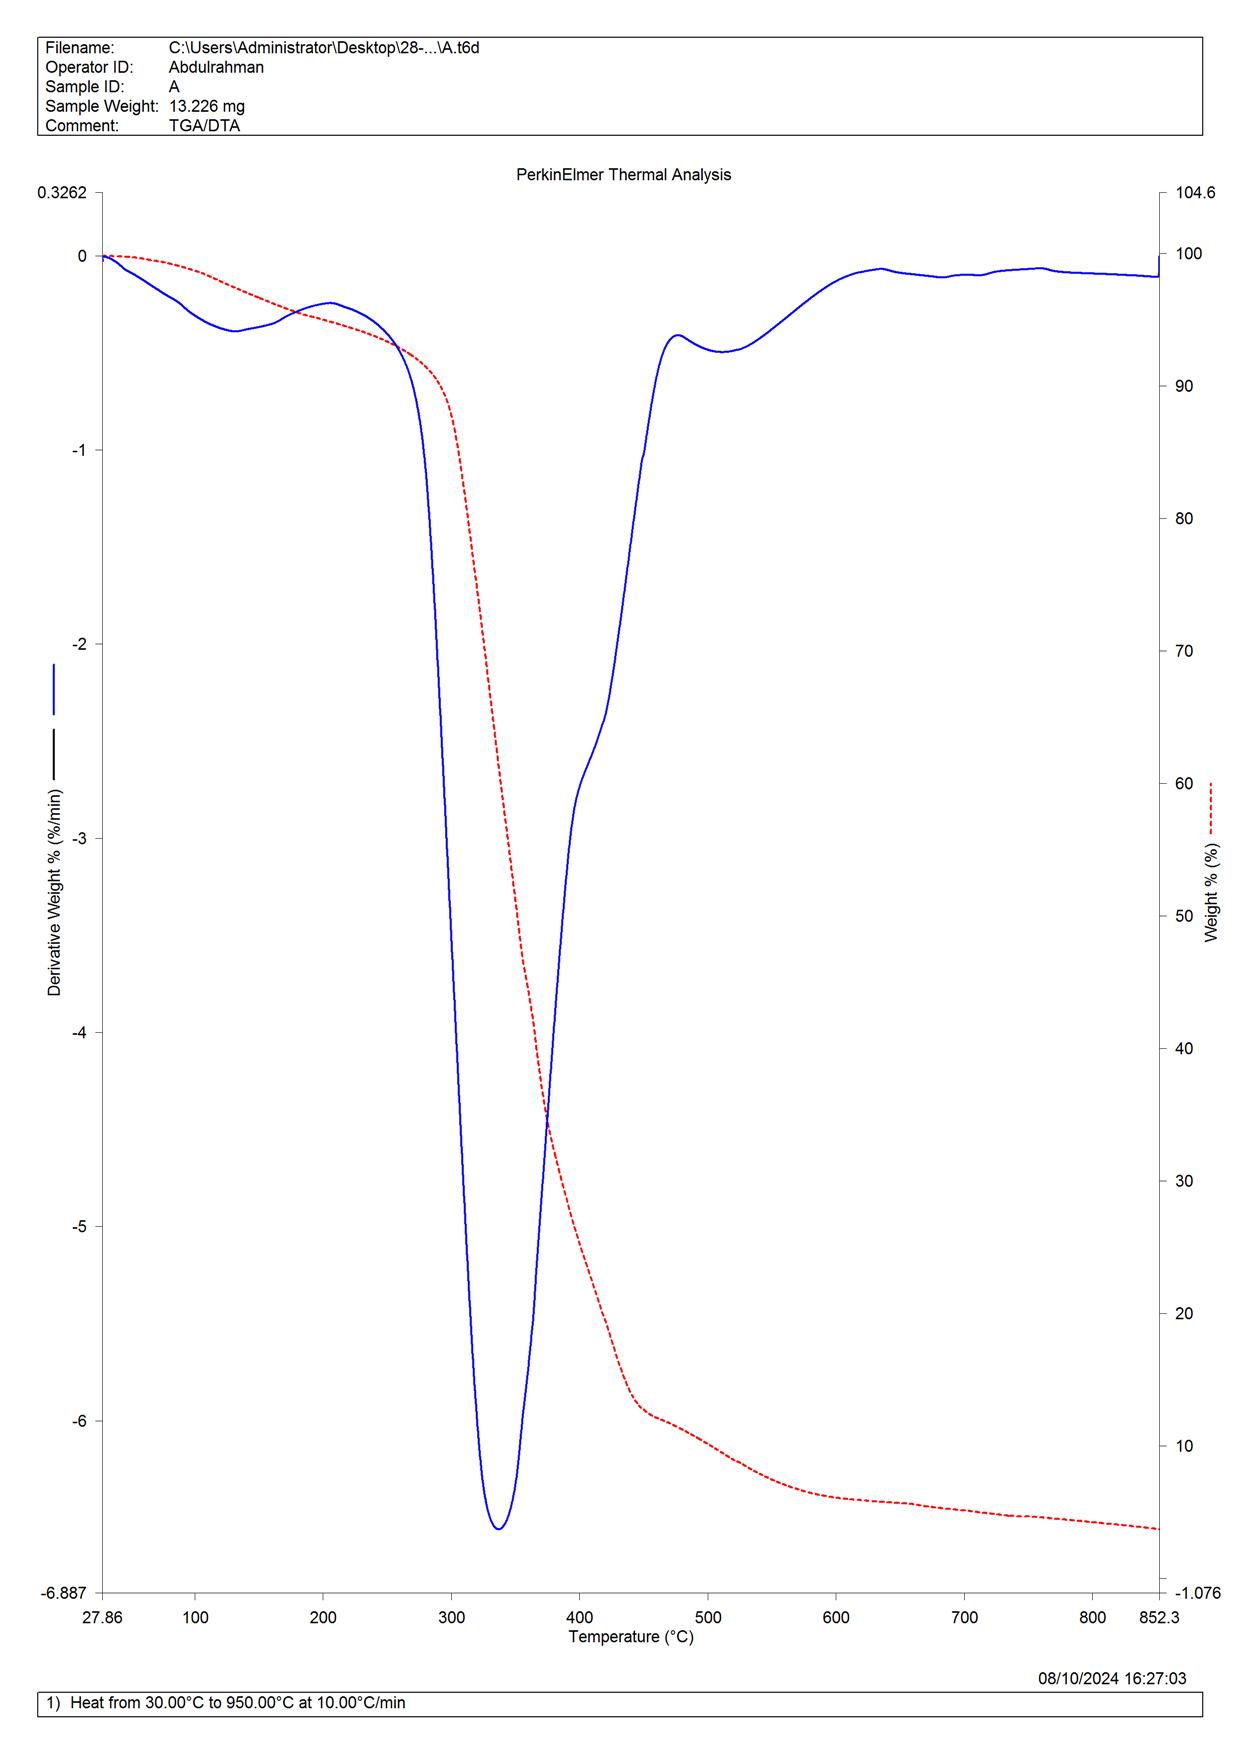 Filename: C:\Users\Administrator\Desktop\28-...\A.t6d
Operator ID: Abdulrahman
Sample ID: A
Sample Weight: 13.226 mg
Comment: TGA/DTA
PerkinElmer Thermal Analysis
0.3262
0
-1
-2
-3
-4
-5
-6
-6.887
Derivative Weight % (%/min)
104.6
100
90
80
70
60
50
40
30
20
10
-1.076
Weight % (%)
27.86 100 200 300 400 500 600 700 800 852.3
Temperature (°C)
08/10/2024 16:27:03
1) Heat from 30.00°C to 950.00°C at 10.00°C/min